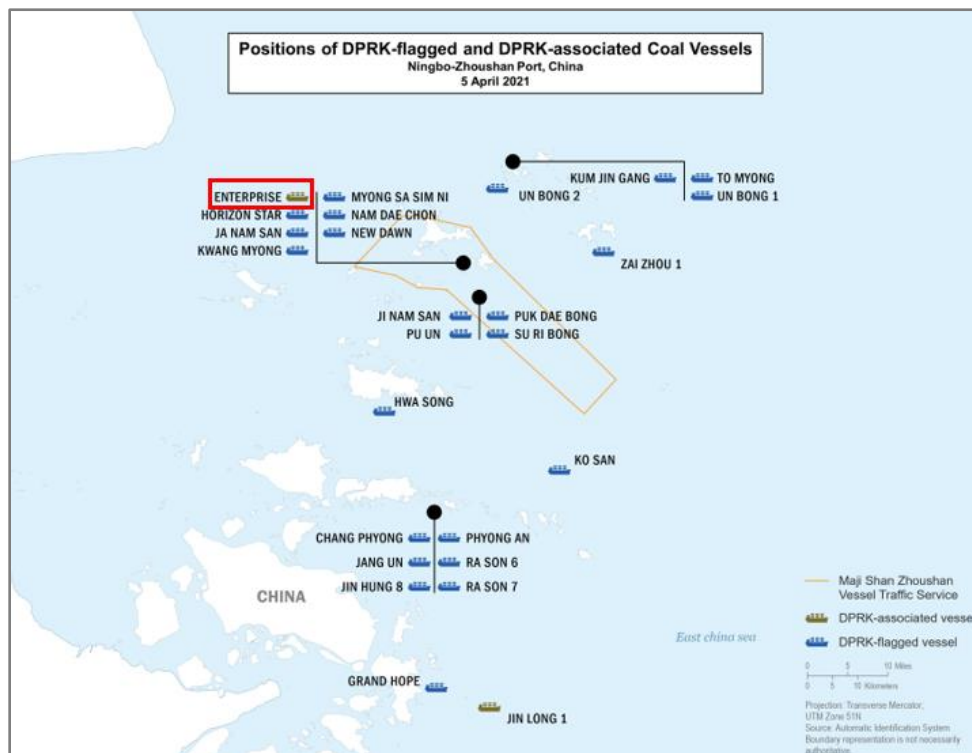 Positions of DPRK-flagged and DPRK-associated Coal Vessels
Ningbo-Zhoushan Port, China
5 April 2021
KUM JIN GANG
TO MYONG
UN BONG 2
UN BONG 1
ENTERPRISE
MYONG SA SIM NI
HORIZON STAR
NAM DAE CHON
JA NAM SAN
NEW DAWN
KWANG MYONG
ZAI ZHOU 1
JI NAM SAN
PUK DAE BONG
PU UN
SU RI BONG
HWA SONG
KO SAN
CHANG PHYONG
PHYONG AN
JANG UN
RA SON 6
JIN HUNG 8
RA SON 7
CHINA
East china sea
GRAND HOPE
JIN LONG 1
Maji Shan Zhoushan
Vessel Traffic Service
DPRK-associated vesse
DPRK-flagged vessel
0 5 10 Miles
0 5 10 Kilometers
Projection: Transverse Mercator,
UTM Zone 51N
Source: Automatic Identification System
Boundary representation is not necessarily
authoritative.